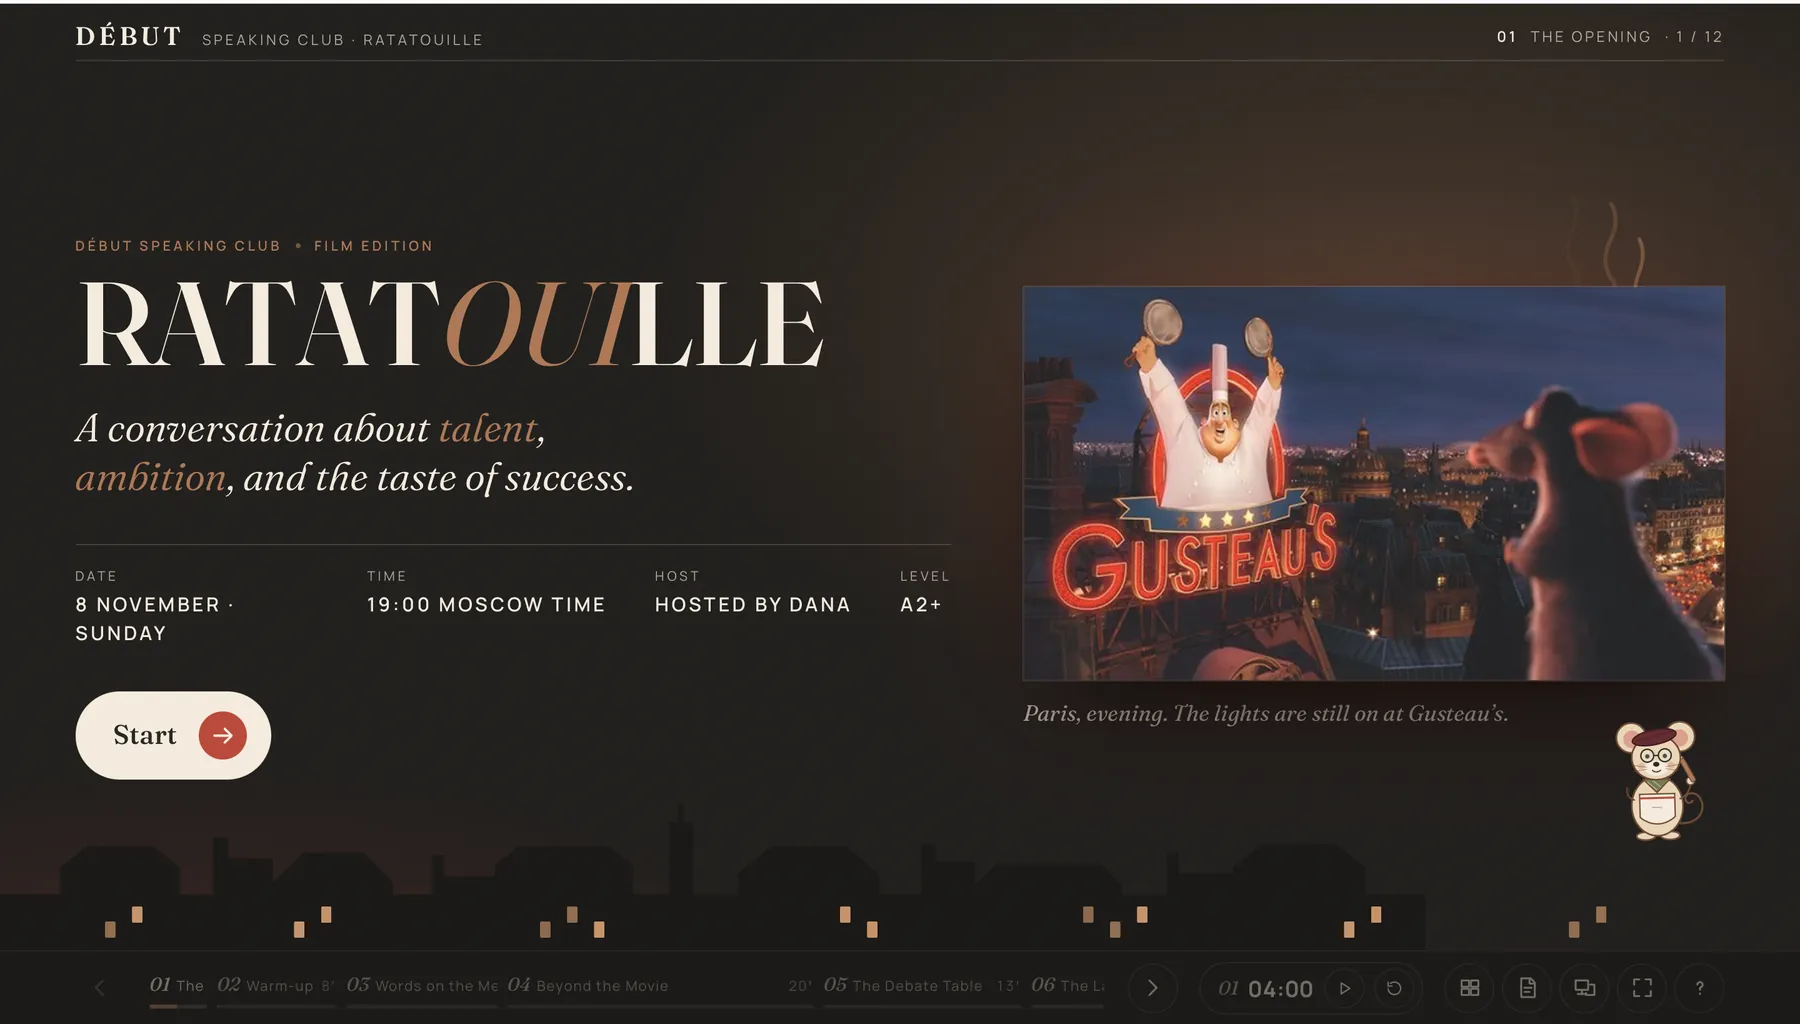 DÉBUT SPEAKING CLUB · RATATOUILLE
01 THE OPENING · 1 / 12
DÉBUT SPEAKING CLUB • FILM EDITION
RATATOUILLE
A conversation about talent,
ambition, and the taste of success.
DATE
8 NOVEMBER ·
SUNDAY
TIME
19:00 MOSCOW TIME
HOST
HOSTED BY DANA
LEVEL
A2+
Start
GUSTEAU'S
Paris, evening. The lights are still on at Gusteau’s.
01 The 02 Warm-up 8' 03 Words on the Me 04 Beyond the Movie 20' 05 The Debate Table 13' 06 The La
01 04:00
?